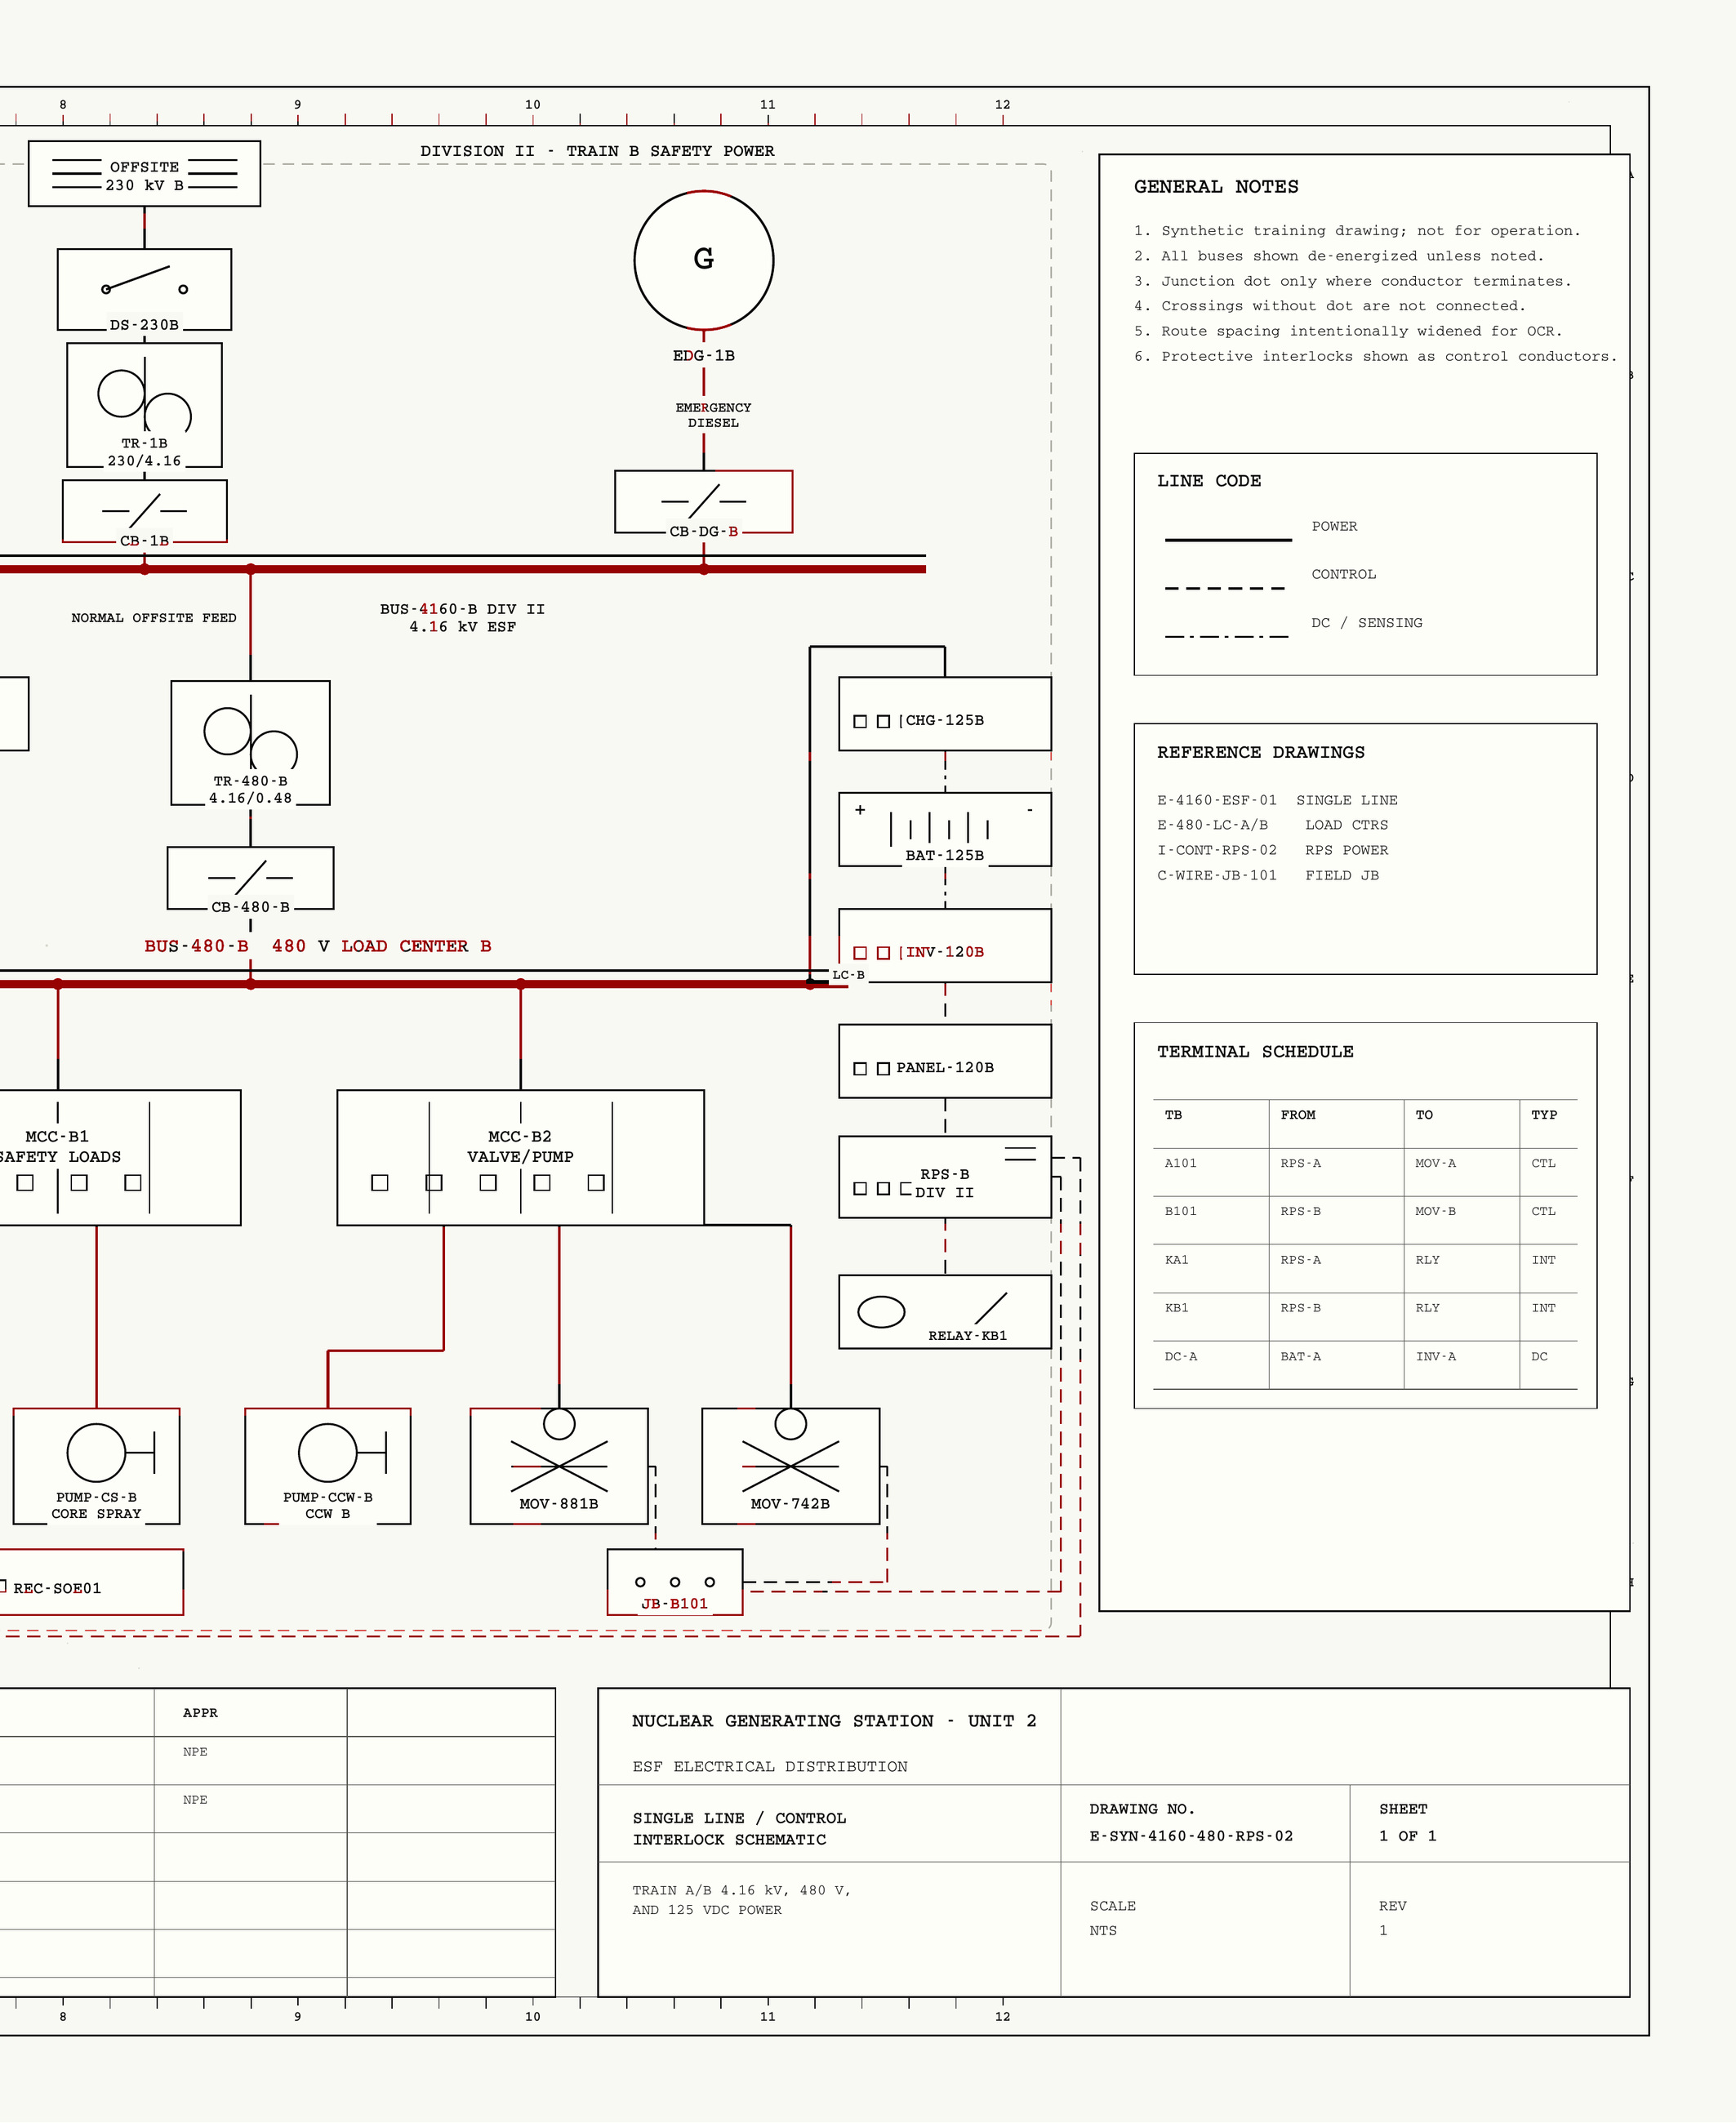 8 9 10 11 12
OFFSITE
230 kV B
DIVISION II - TRAIN B SAFETY POWER
G
DS-230B
EDG-1B
EMERGENCY
DIESEL
TR-1B
230/4.16
CB-1B
CB-DG-B
NORMAL OFFSITE FEED
BUS-4160-B DIV II
4.16 kV ESF
TR-480-B
4.16/0.48
CB-480-B
BUS-480-B 480 V LOAD CENTER B
LC-B
CHG-125B
+ -
BAT-125B
INV-120B
PANEL-120B
RPS-B
DIV II
RELAY-KB1
MCC-B1
SAFETY LOADS
MCC-B2
VALVE/PUMP
PUMP-CS-B
CORE SPRAY
PUMP-CCW-B
CCW B
MOV-881B
MOV-742B
REC-SOE01
JB-B101
GENERAL NOTES
1. Synthetic training drawing; not for operation.
2. All buses shown de-energized unless noted.
3. Junction dot only where conductor terminates.
4. Crossings without dot are not connected.
5. Route spacing intentionally widened for OCR.
6. Protective interlocks shown as control conductors.
LINE CODE
POWER
CONTROL
DC / SENSING
REFERENCE DRAWINGS
E-4160-ESF-01 SINGLE LINE
E-480-LC-A/B LOAD CTRS
I-CONT-RPS-02 RPS POWER
C-WIRE-JB-101 FIELD JB
TERMINAL SCHEDULE
TB FROM TO TYP
A101 RPS-A MOV-A CTL
B101 RPS-B MOV-B CTL
KA1 RPS-A RLY INT
KB1 RPS-B RLY INT
DC-A BAT-A INV-A DC
APPR
NPE
NPE
NUCLEAR GENERATING STATION - UNIT 2
ESF ELECTRICAL DISTRIBUTION
SINGLE LINE / CONTROL
INTERLOCK SCHEMATIC
TRAIN A/B 4.16 kV, 480 V,
AND 125 VDC POWER
DRAWING NO.
E-SYN-4160-480-RPS-02
SHEET
1 OF 1
SCALE
NTS
REV
1
8 9 10 11 12